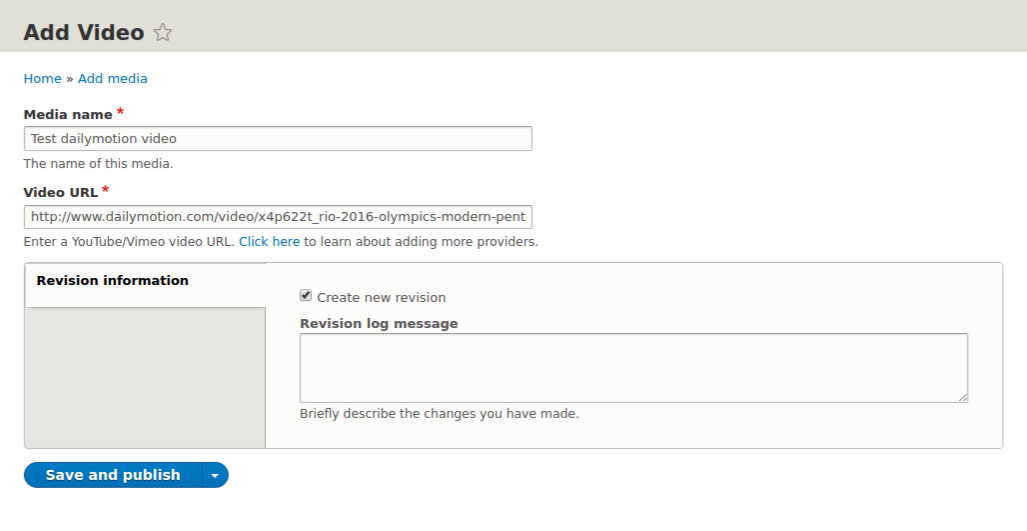 Add Video
Home » Add media
Media name *
Test dailymotion video
The name of this media.
Video URL *
http://www.dailymotion.com/video/x4p622t_rio-2016-olympics-modern-pent
Enter a YouTube/Vimeo video URL. Click here to learn about adding more providers.
Revision information
Create new revision
Revision log message
Briefly describe the changes you have made.
Save and publish